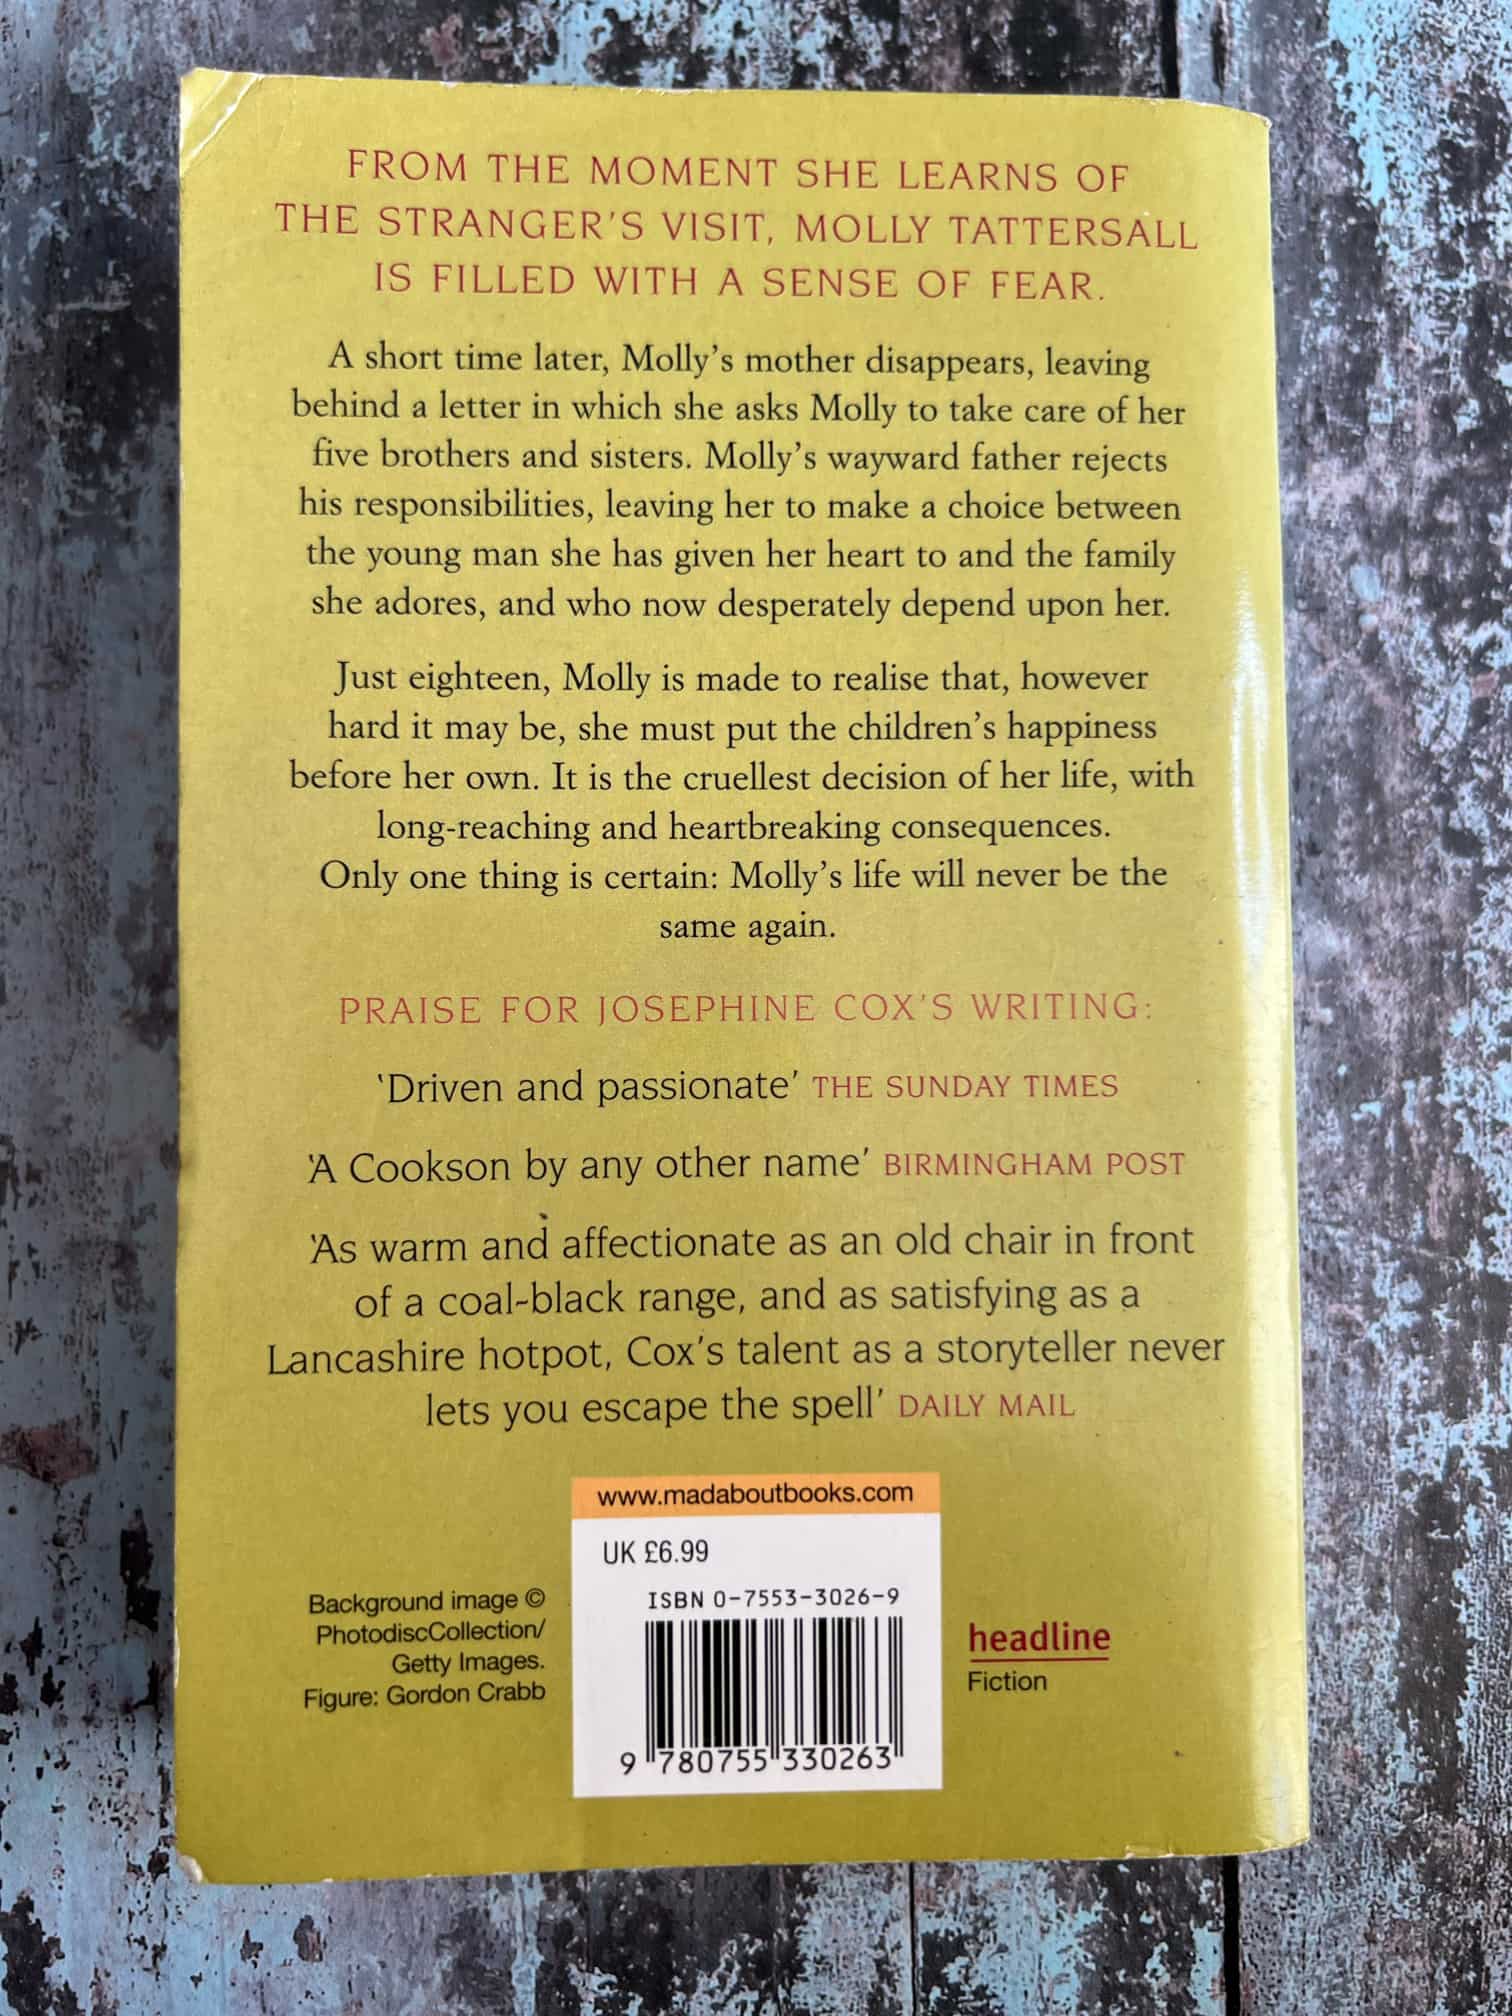 FROM THE MOMENT SHE LEARNS OF
THE STRANGER'S VISIT, MOLLY TATTERSALL
IS FILLED WITH A SENSE OF FEAR.
A short time later, Molly's mother disappears, leaving
behind a letter in which she asks Molly to take care of her
five brothers and sisters. Molly's wayward father rejects
his responsibilities, leaving her to make a choice between
the young man she has given her heart to and the family
she adores, and who now desperately depend upon her.
Just eighteen, Molly is made to realise that, however
hard it may be, she must put the children's happiness
before her own. It is the cruellest decision of her life, with
long-reaching and heartbreaking consequences.
Only one thing is certain: Molly's life will never be the
same again.
PRAISE FOR JOSEPHINE COX'S WRITING:
'Driven and passionate' THE SUNDAY TIMES
'A Cookson by any other name' BIRMINGHAM POST
'As warm and affectionate as an old chair in front
of a coal-black range, and as satisfying as a
Lancashire hotpot, Cox's talent as a storyteller never
lets you escape the spell' DAILY MAIL
www.madaboutbooks.com
UK £6.99
ISBN 0-7553-3026-9
9 780755 330263
Background image ©
PhotodiscCollection/
Getty Images.
Figure: Gordon Crabb
headline
Fiction